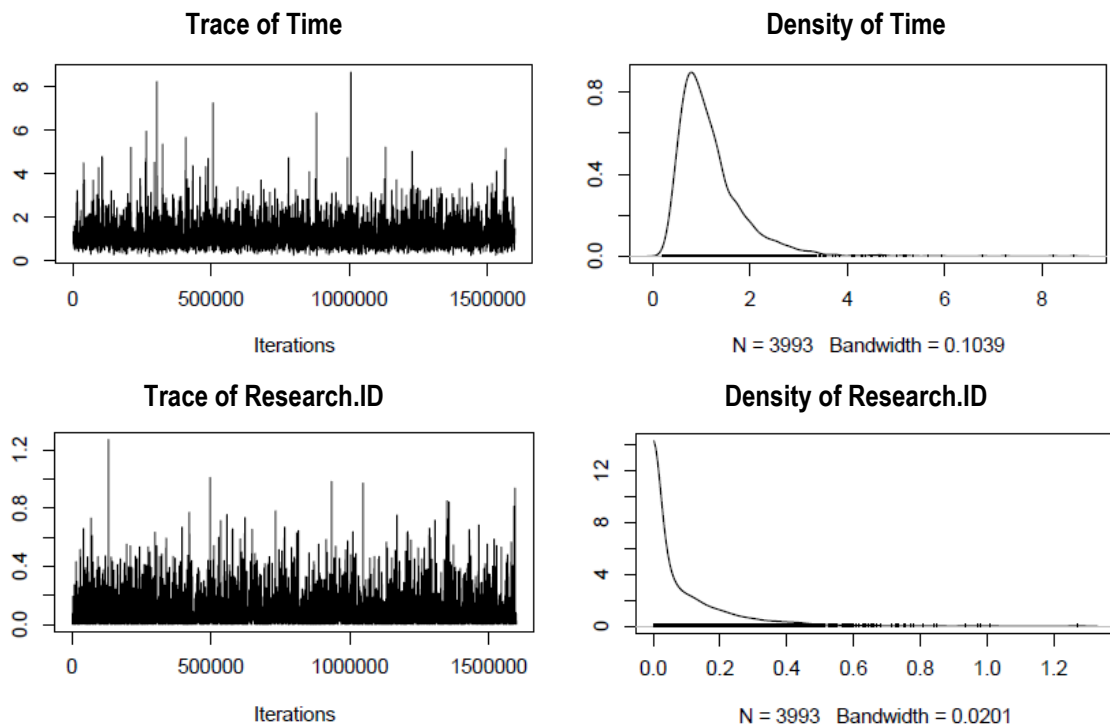 Trace of Time
Density of Time
8
6
4
2
0
0 500000 1000000 1500000
Iterations
0.8
0.4
0.0
0 2 4 6 8
N = 3993 Bandwidth = 0.1039
Trace of Research.ID
Density of Research.ID
1.2
0.8
0.4
0.0
0 500000 1000000 1500000
Iterations
12
8
4
0
0.0 0.2 0.4 0.6 0.8 1.0 1.2
N = 3993 Bandwidth = 0.0201